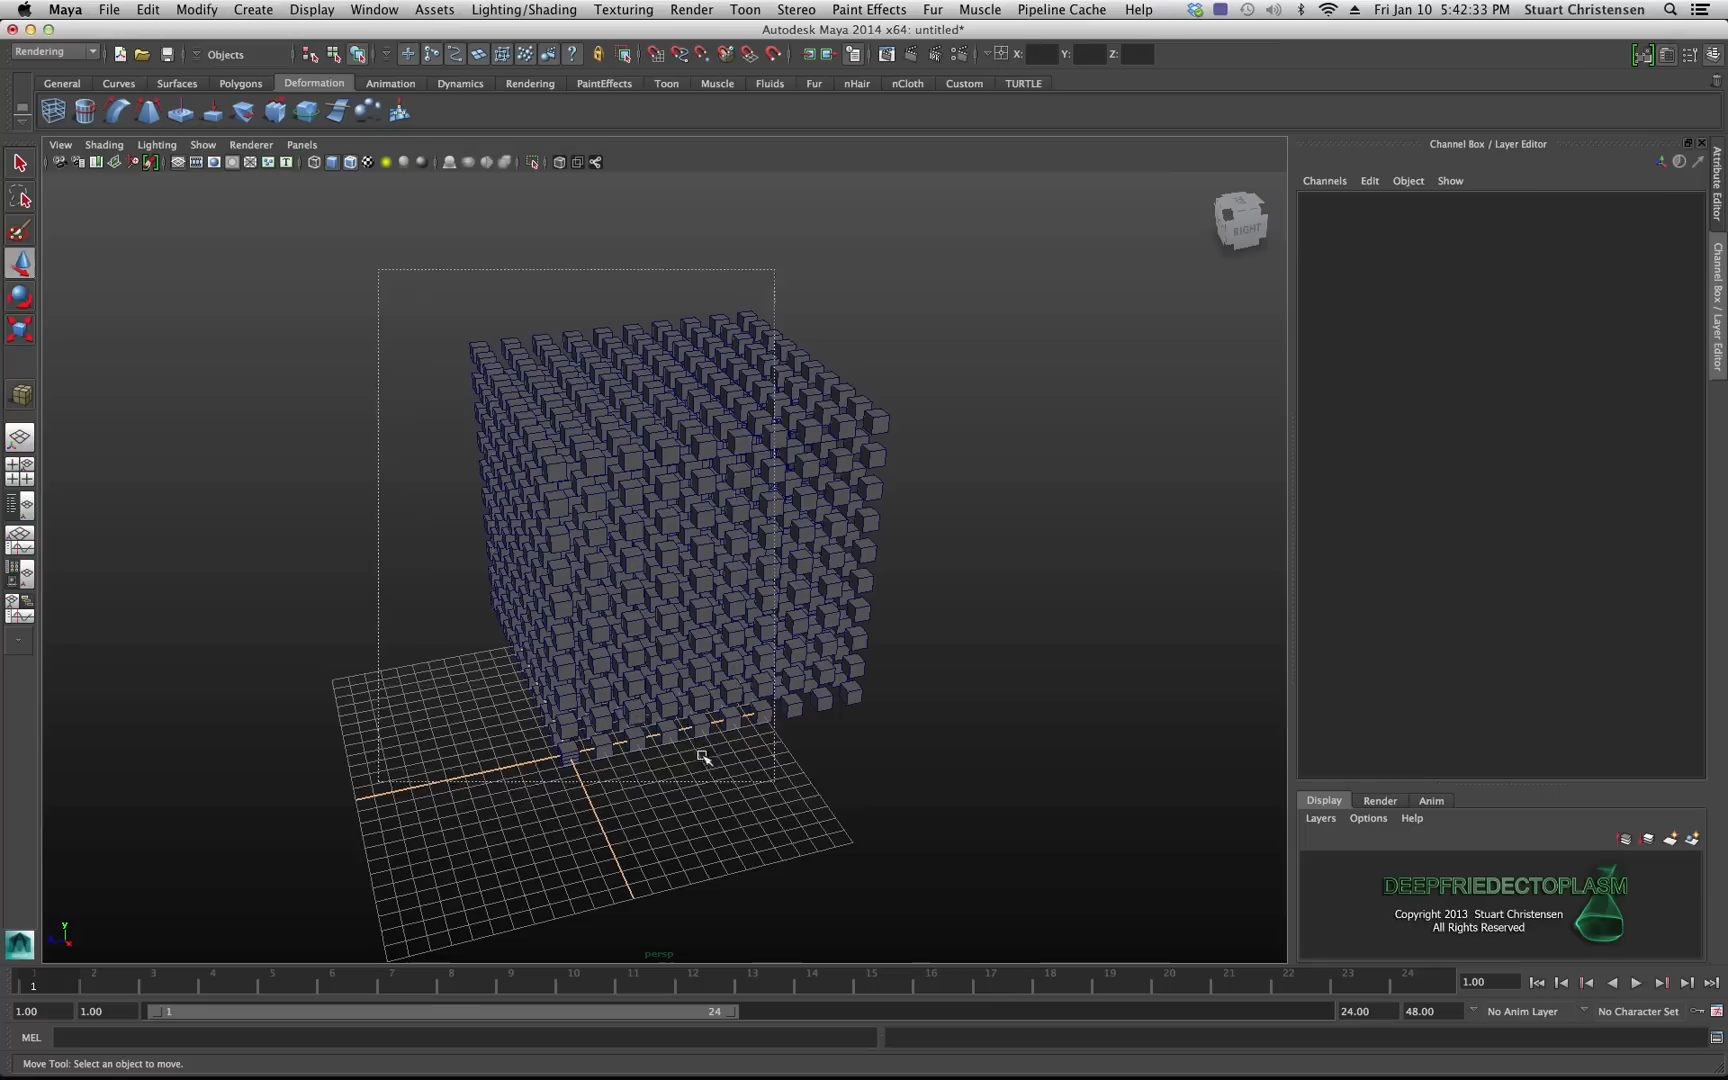 Maya File Edit Modify Create Display Window Assets Lighting/Shading Texturing Render Toon Stereo Paint Effects Fur Muscle Pipeline Cache Help Fri Jan 10 5:42:33 PM Stuart Christensen
Autodesk Maya 2014 x64: untitled*
Rendering Objects X: Y: Z:
General Curves Surfaces Polygons Deformation Animation Dynamics Rendering PaintEffects Toon Muscle Fluids Fur nHair nCloth Custom TURTLE
View Shading Lighting Show Renderer Panels
Channel Box / Layer Editor
Channels Edit Object Show
Attribute Editor
Channel Box / Layer Editor
RIGHT
Display Render Anim
Layers Options Help
DEEPFRIEDECTOPLASM
Copyright 2013 Stuart Christensen
All Rights Reserved
y
persp
1 2 3 4 5 6 7 8 9 10 11 12 13 14 15 16 17 18 19 20 21 22 23 24
1 1.00
1.00 1.00 1 24 24.00 48.00 No Anim Layer No Character Set
MEL
Move Tool: Select an object to move.